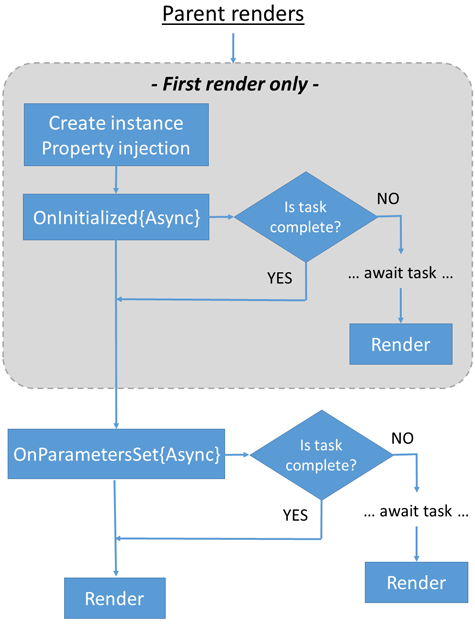 Parent renders
- First render only -
Create instance
Property injection
OnInitialized{Async}
Is task
complete?
NO
YES
... await task ...
Render
OnParametersSet{Async}
Is task
complete?
NO
YES
... await task ...
Render
Render